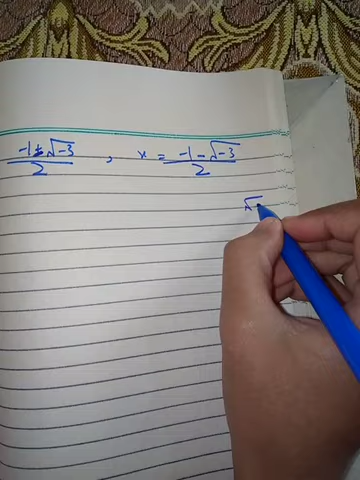 -1+√-3/2 , x = -1-√-3/2
√-